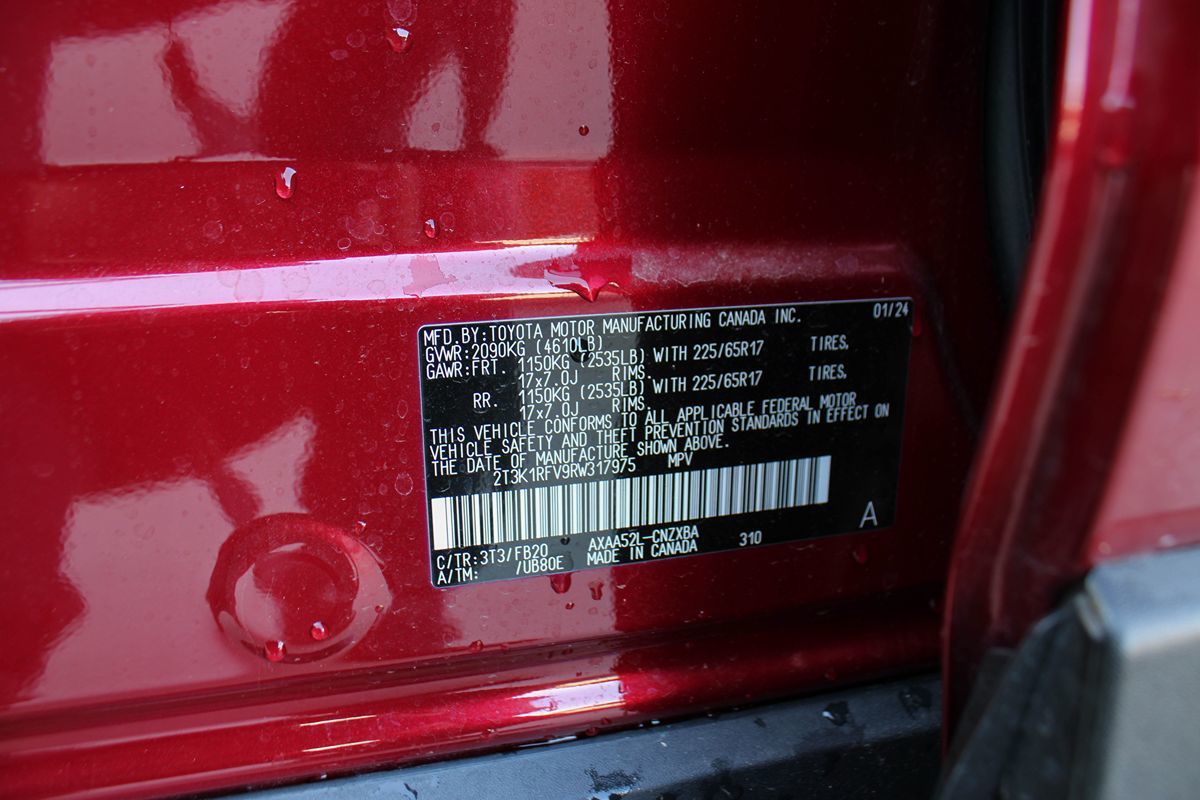 MFD.BY:TOYOTA MOTOR MANUFACTURING CANADA INC. 01/24
GVWR:2090KG (4610LB)
GAWR:FRT. 1150KG (2535LB) WITH 225/65R17 TIRES,
17x7.0J RIMS.
RR. 1150KG (2535LB) WITH 225/65R17 TIRES,
17x7.0J RIMS.
THIS VEHICLE CONFORMS TO ALL APPLICABLE FEDERAL MOTOR
VEHICLE SAFETY AND THEFT PREVENTION STANDARDS IN EFFECT ON
THE DATE OF MANUFACTURE SHOWN ABOVE.
2T3K1RFV9RW317975 MPV
A
C/TR:3T3/FB20 AXAA52L-CNZXBA 310
A/TM: /UB80E MADE IN CANADA